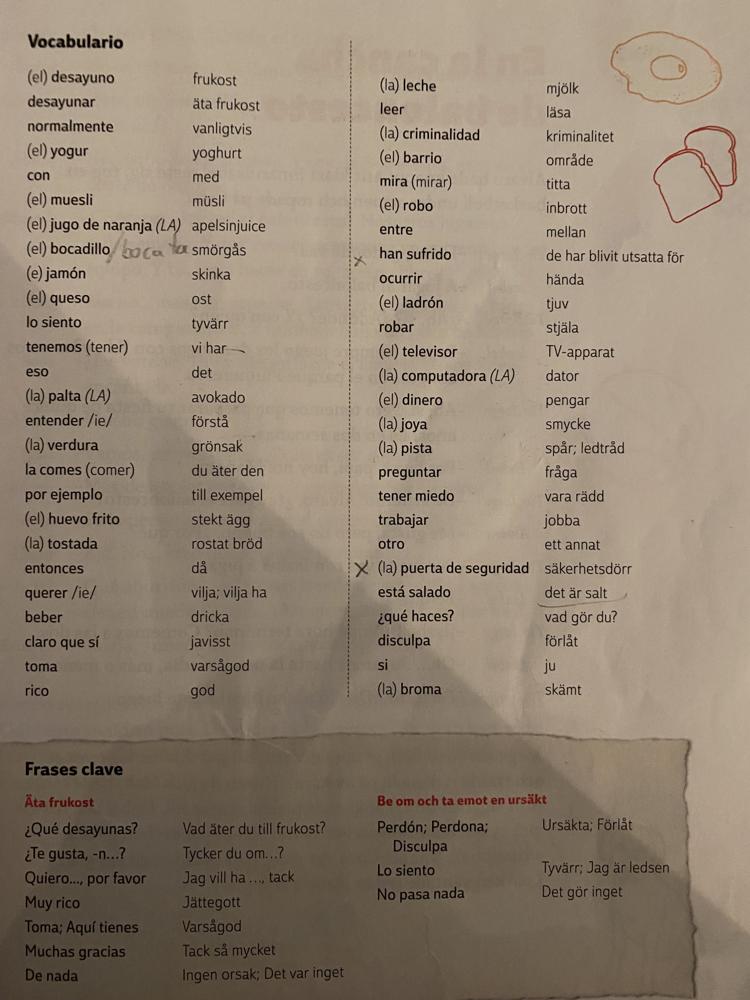 Vocabulario
(el) desayuno frukost
desayunar äta frukost
normalmente vanligtvis
(el) yogur yoghurt
con med
(el) muesli müsli
(el) jugo de naranja (LA) apelsinjuice
(el) bocadillo/bocata smörgås
(e) jamón skinka
(el) queso ost
lo siento tyvärr
tenemos (tener) vi har
eso det
(la) palta (LA) avokado
entender /ie/ förstå
(la) verdura grönsak
la comes (comer) du äter den
por ejemplo till exempel
(el) huevo frito stekt ägg
(la) tostada rostat bröd
entonces då
querer /ie/ vilja; vilja ha
beber dricka
claro que sí javisst
toma varsågod
rico god
(la) leche mjölk
leer läsa
(la) criminalidad kriminalitet
(el) barrio område
mira (mirar) titta
(el) robo inbrott
entre mellan
x han sufrido de har blivit utsatta för
ocurrir hända
(el) ladrón tjuv
robar stjäla
(el) televisor TV-apparat
(la) computadora (LA) dator
(el) dinero pengar
(la) joya smycke
(la) pista spår; ledtråd
preguntar fråga
tener miedo vara rädd
trabajar jobba
otro ett annat
X (la) puerta de seguridad säkerhetsdörr
está salado det är salt
¿qué haces? vad gör du?
disculpa förlåt
si ju
(la) broma skämt
Frases clave
Äta frukost
¿Qué desayunas? Vad äter du till frukost?
¿Te gusta, -n...? Tycker du om...?
Quiero..., por favor Jag vill ha ..., tack
Muy rico Jättegott
Toma; Aquí tienes Varsågod
Muchas gracias Tack så mycket
De nada Ingen orsak; Det var inget
Be om och ta emot en ursäkt
Perdón; Perdona; Ursäkta; Förlåt
Disculpa
Lo siento Tyvärr; Jag är ledsen
No pasa nada Det gör inget